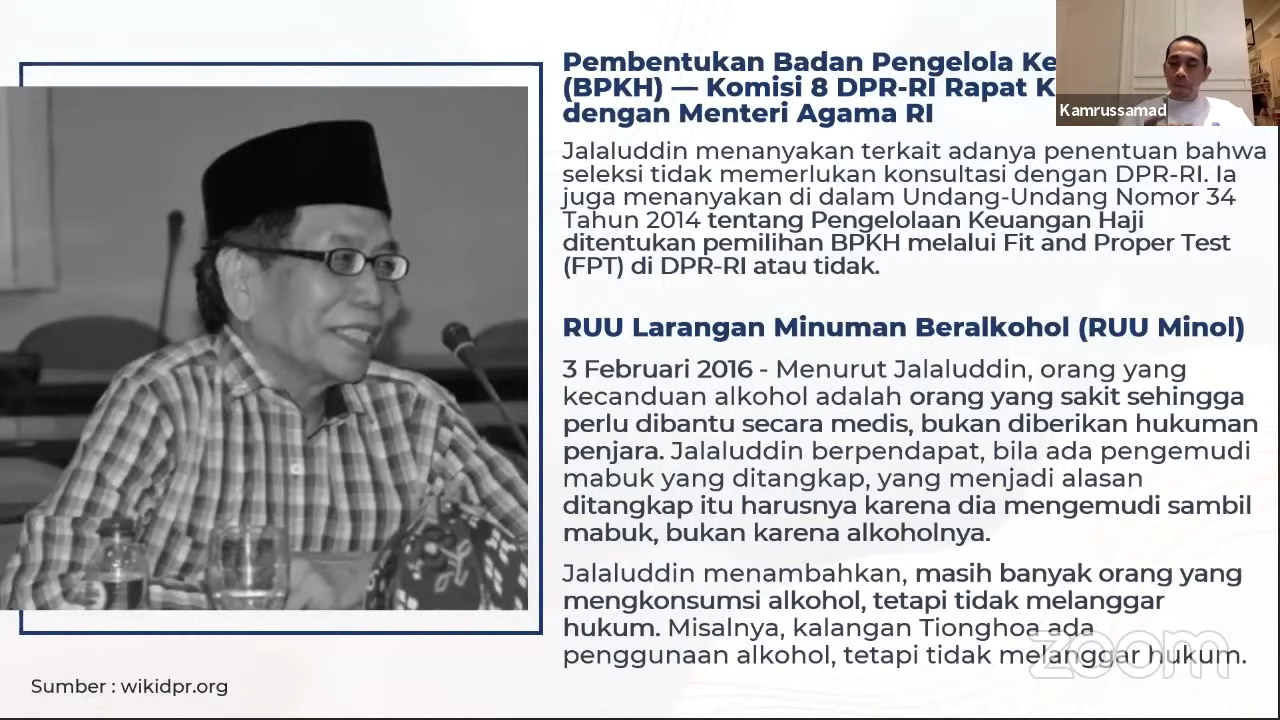 Pembentukan Badan Pengelola Ke
(BPKH) — Komisi 8 DPR-RI Rapat K
dengan Menteri Agama RI
Jalaluddin menanyakan terkait adanya penentuan bahwa
seleksi tidak memerlukan konsultasi dengan DPR-RI. Ia
juga menanyakan di dalam Undang-Undang Nomor 34
Tahun 2014 tentang Pengelolaan Keuangan Haji
ditentukan pemilihan BPKH melalui Fit and Proper Test
(FPT) di DPR-RI atau tidak.
RUU Larangan Minuman Beralkohol (RUU Minol)
3 Februari 2016 - Menurut Jalaluddin, orang yang
kecanduan alkohol adalah orang yang sakit sehingga
perlu dibantu secara medis, bukan diberikan hukuman
penjara. Jalaluddin berpendapat, bila ada pengemudi
mabuk yang ditangkap, yang menjadi alasan
ditangkap itu harusnya karena dia mengemudi sambil
mabuk, bukan karena alkoholnya.
Jalaluddin menambahkan, masih banyak orang yang
mengkonsumsi alkohol, tetapi tidak melanggar
hukum. Misalnya, kalangan Tionghoa ada
penggunaan alkohol, tetapi tidak melanggar hukum.
Sumber : wikidpr.org
Kamrussamad
zoom